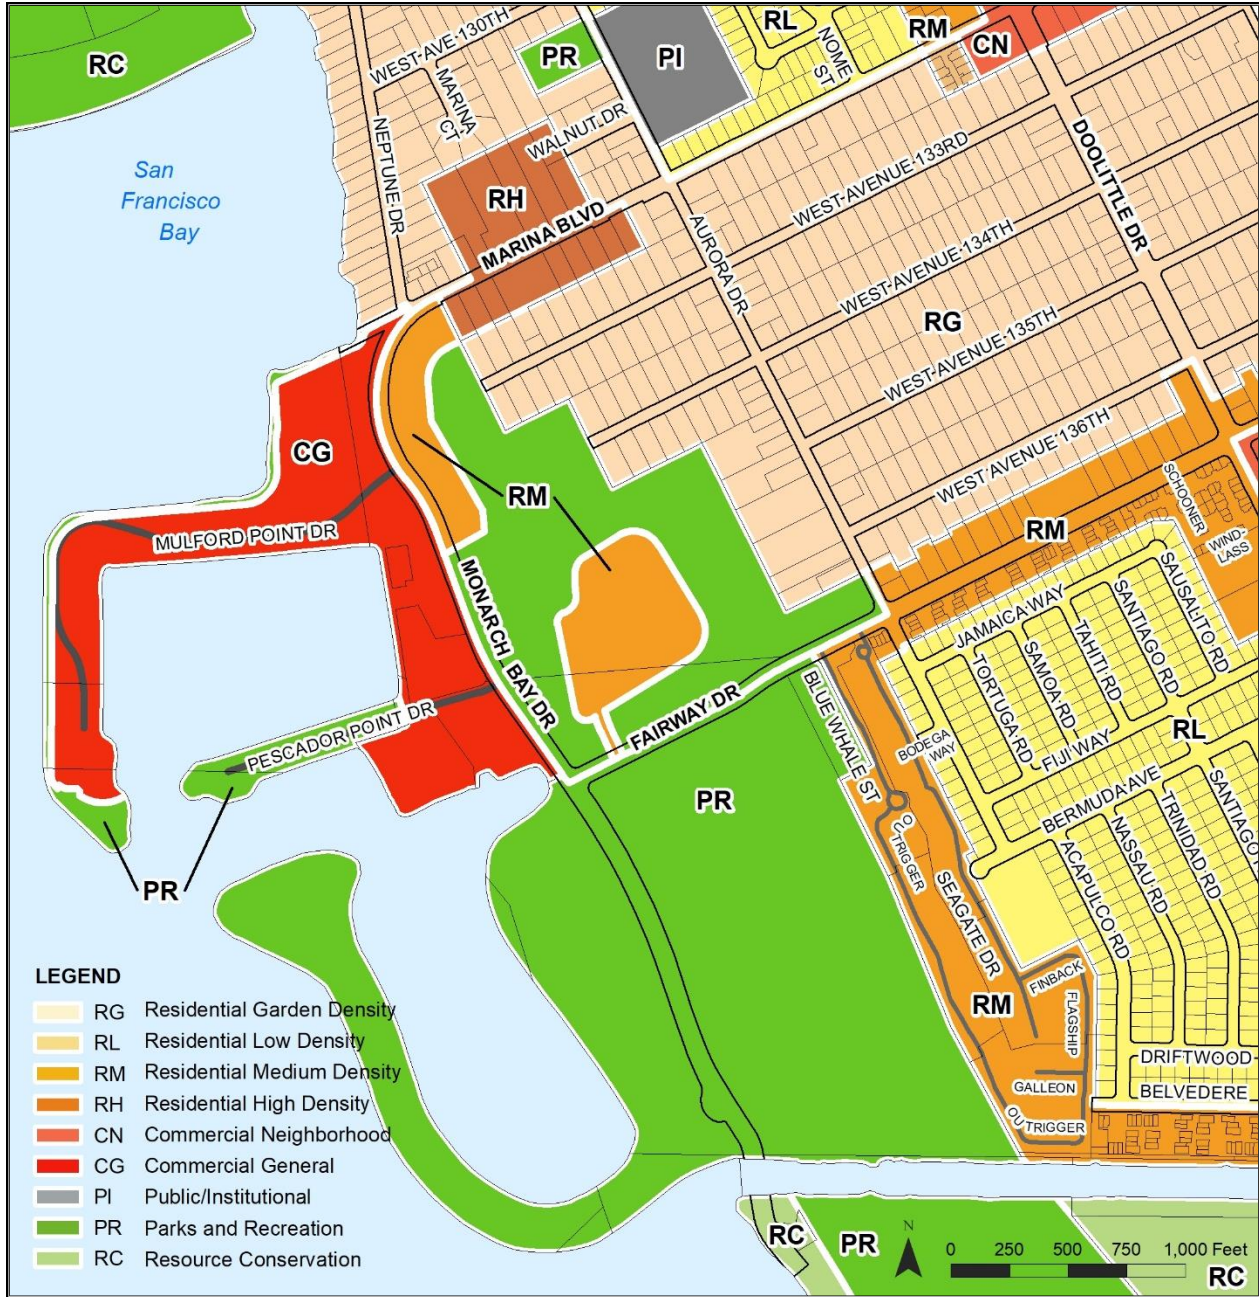 RC
WEST AVE 130TH
MARINA CT
PR
PI
RL
NOME ST
RM
CN
WALNUT DR
NEPTUNE DR
San
Francisco
Bay
RH
MARINA BLVD
AURORA DR
WEST AVENUE 133RD
DOOLITTLE DR
WEST AVENUE 134TH
RG
WEST AVENUE 135TH
WEST AVENUE 136TH
CG
RM
MULFORD POINT DR
MONARCH BAY DR
RM
SCHOONER
WIND-
LASS
JAMAICA WAY
SAUSALITO RD
SANTIAGO RD
TAHITI RD
SAMOA RD
TORTUGA RD
FIJI WAY
RL
PESCADOR POINT DR
FAIRWAY DR
BLUE WHALE ST
BODEGA
WAY
BERMUDA AVE
SANTIAGO
TRINIDAD RD
NASSAU RD
ACAPULCO RD
PR
PR
OUTRIGGER
SEAGATE DR
FINBACK
FLAGSHIP
RM
GALLEON
OUTRIGGER
DRIFTWOOD
BELVEDERE
LEGEND
RG Residential Garden Density
RL Residential Low Density
RM Residential Medium Density
RH Residential High Density
CN Commercial Neighborhood
CG Commercial General
PI Public/Institutional
PR Parks and Recreation
RC Resource Conservation
RC
PR
N
0 250 500 750 1,000 Feet
RC